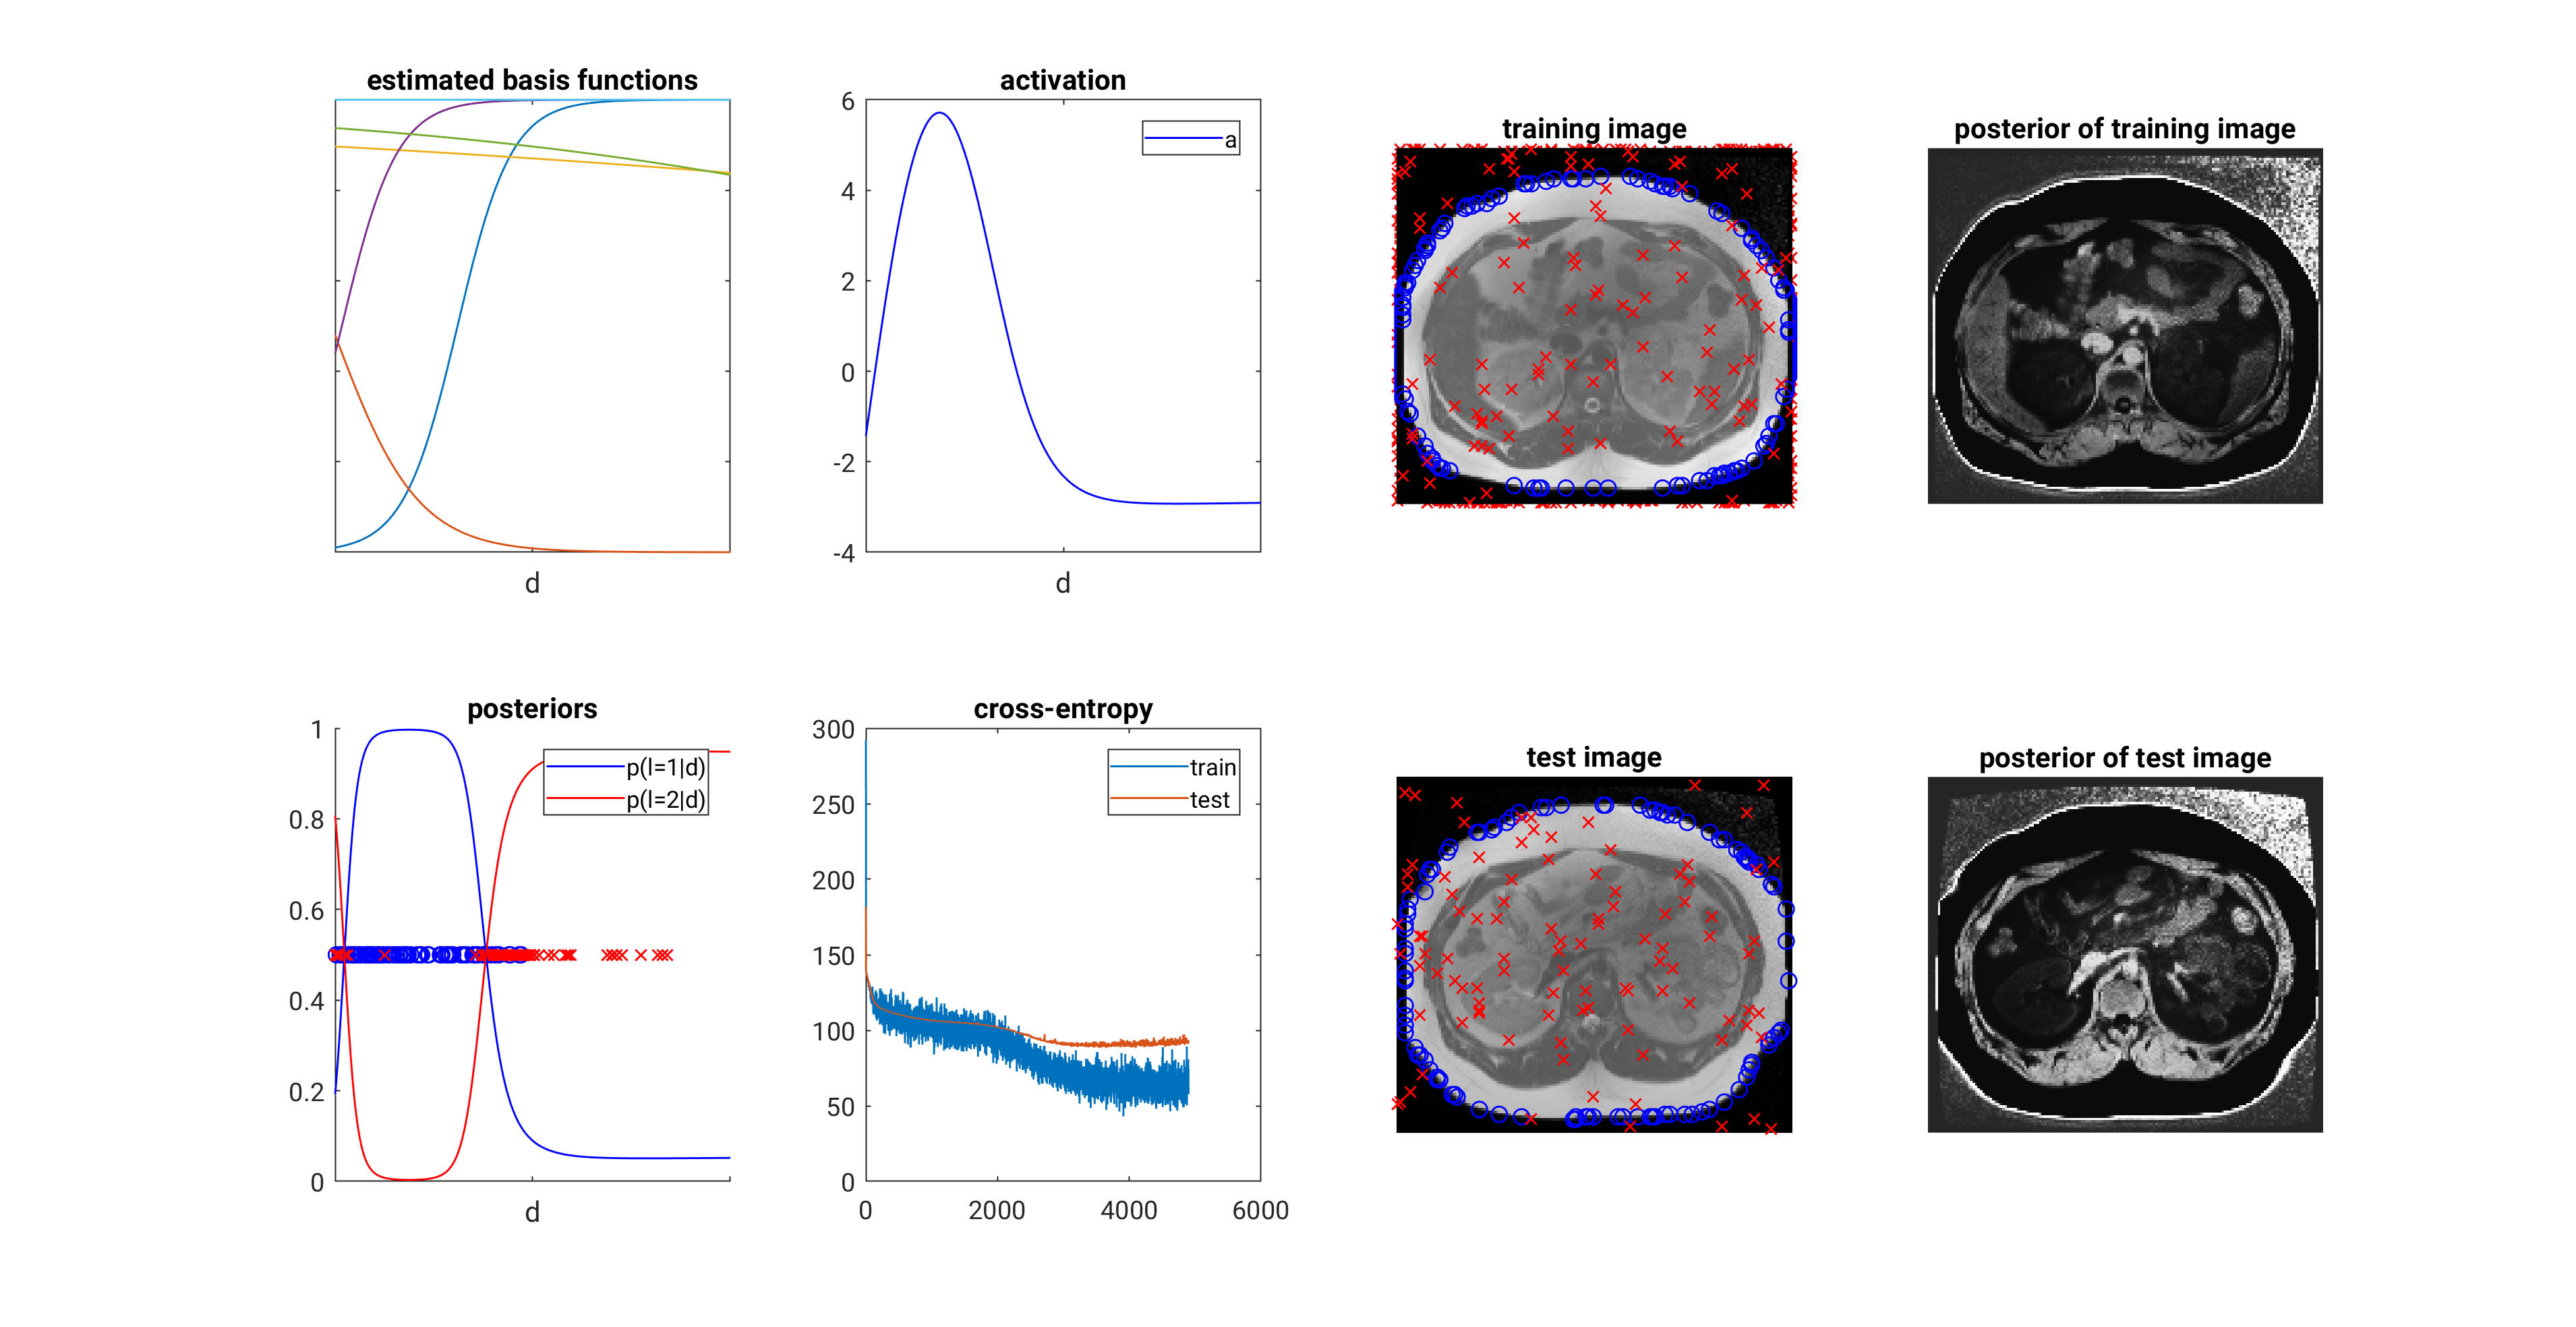 estimated basis functions
d
activation
6
4
2
0
-2
-4
a
d
training image
posterior of training image
posteriors
1
0.8
0.6
0.4
0.2
0
p(l=1|d)
p(l=2|d)
d
cross-entropy
300
250
200
150
100
50
0
train
test
0 2000 4000 6000
test image
posterior of test image